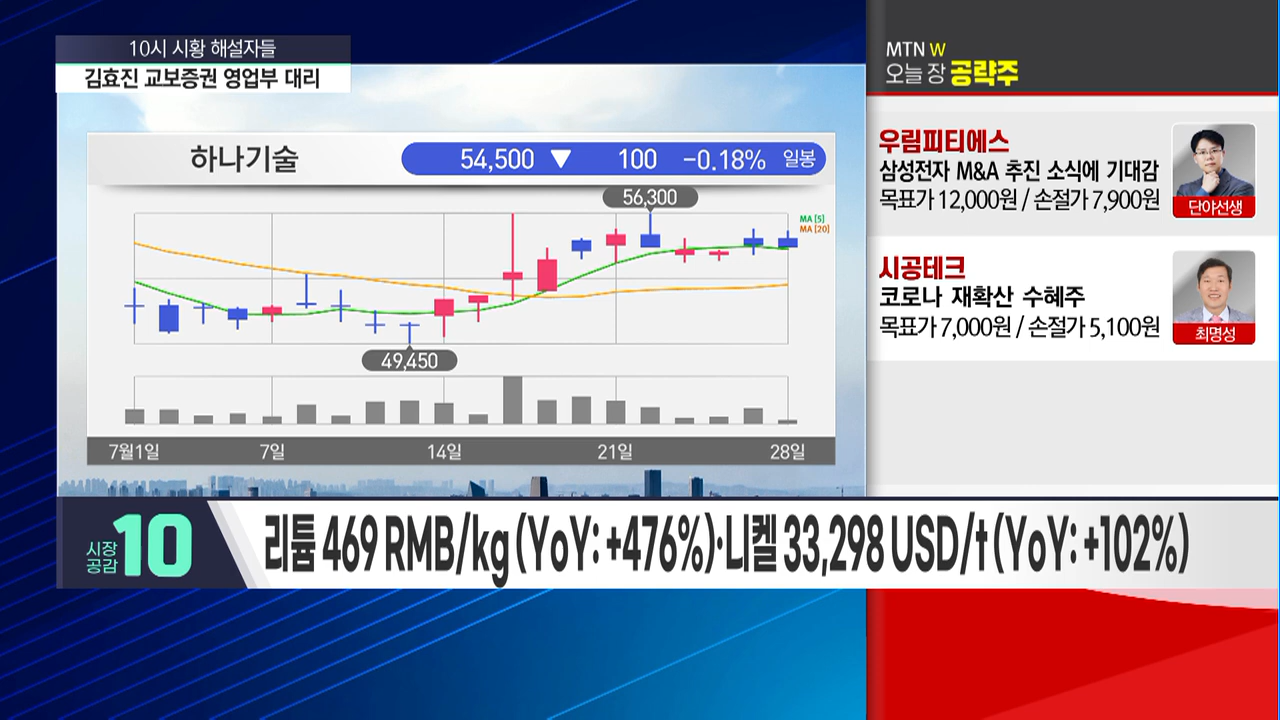 10시 시황 해설자들
김효진 교보증권 영업부 대리
하나기술 54,500 ▼ 100 -0.18% 일봉
56,300
MA [5]
MA [20]
49,450
7월1일 7일 14일 21일 28일
시장공감 10
리튬 469 RMB/kg (YoY: +476%)·니켈 33,298 USD/t (YoY: +102%)
MTN W
오늘 장 공략주
우림피티에스
삼성전자 M&A 추진 소식에 기대감
목표가 12,000원 / 손절가 7,900원
단야선생
시공테크
코로나 재확산 수혜주
목표가 7,000원 / 손절가 5,100원
최명성